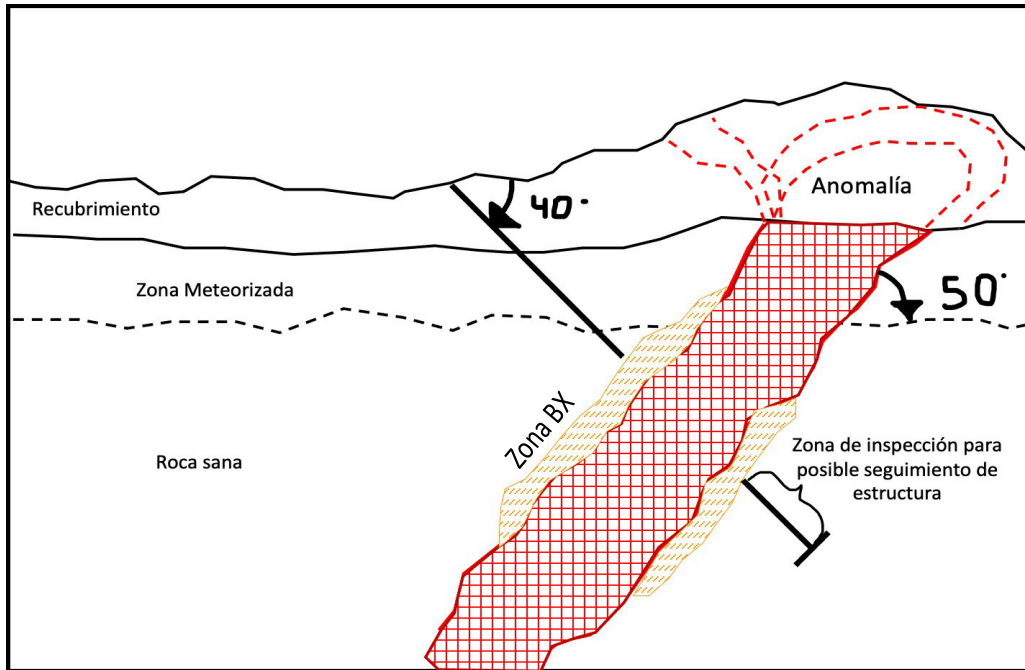 Anomalía
Recubrimiento
40°
Zona Meteorizada
50°
Zona BX
Roca sana
Zona de inspección para
posible seguimiento de
estructura